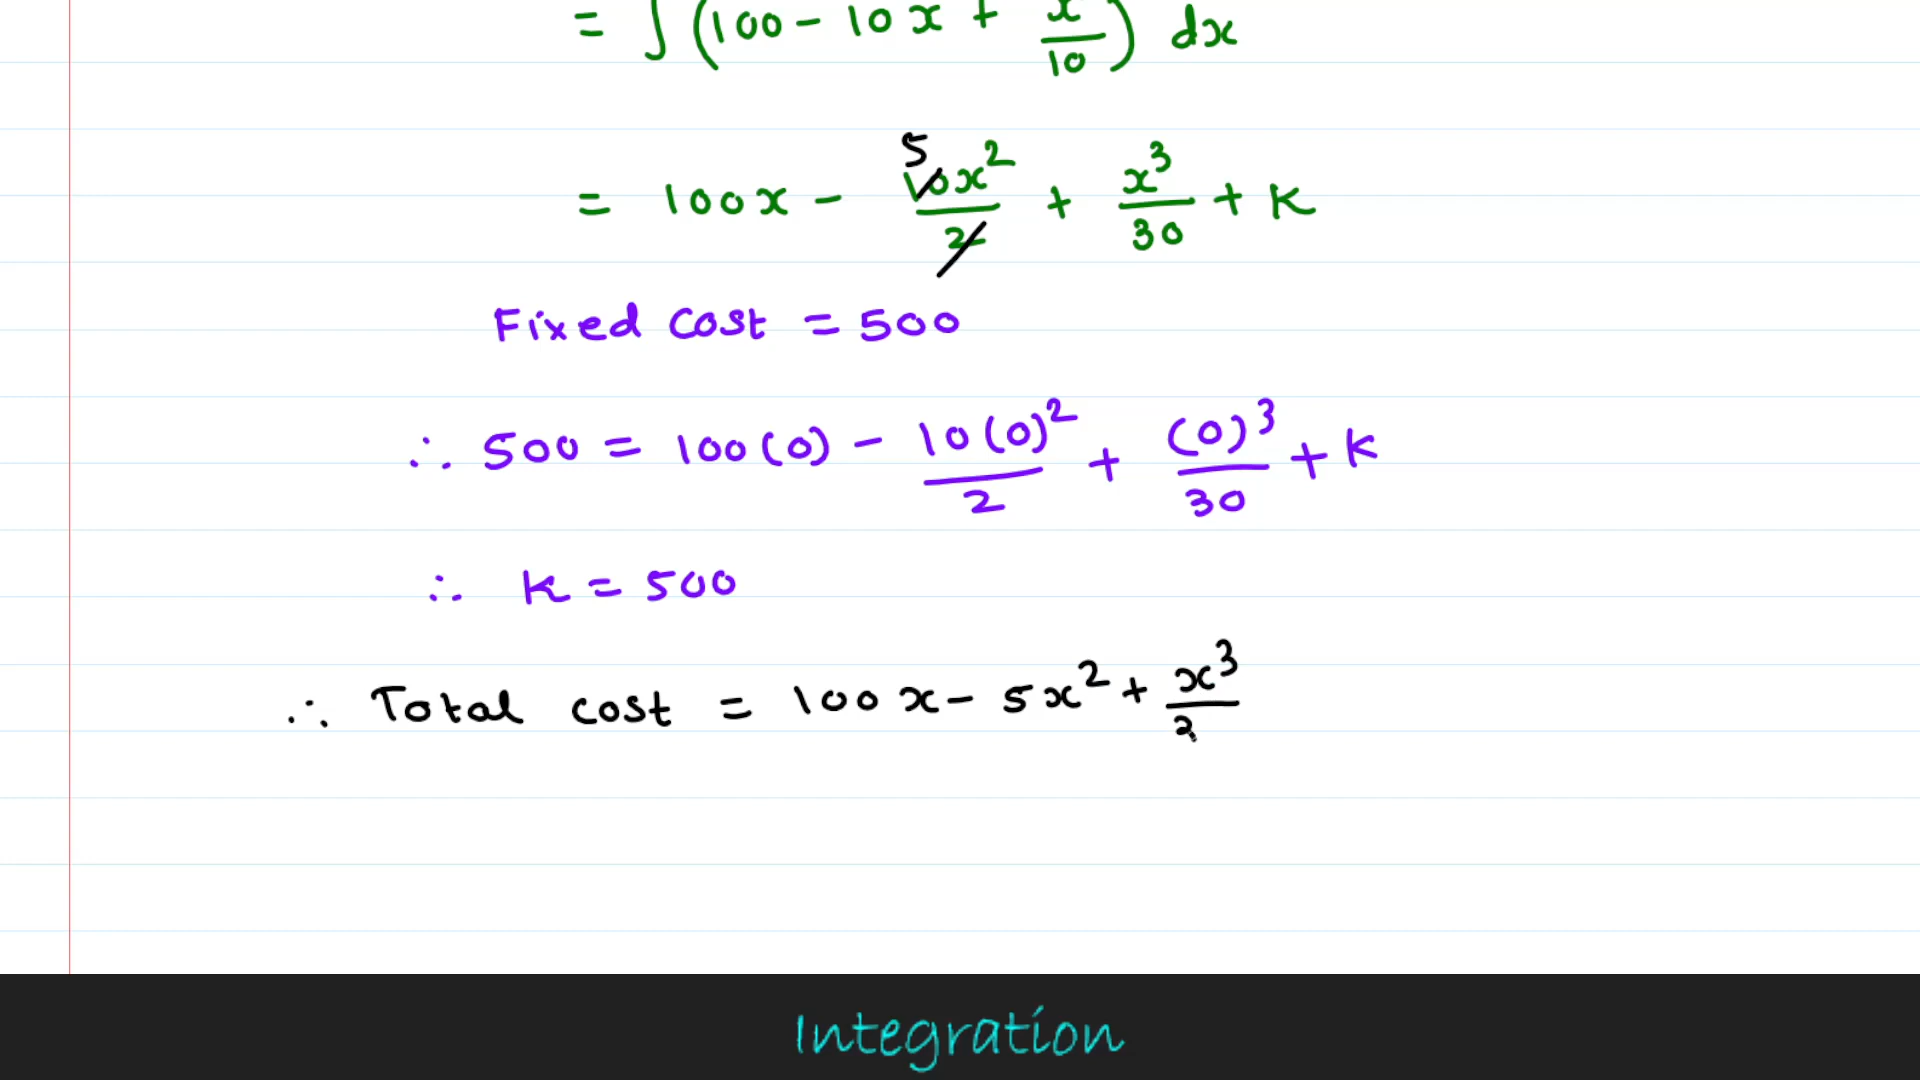 = ∫ (100 - 10x + x/10) dx
= 100x - 5 10x²/2 + x³/30 + k
Fixed cost = 500
∴ 500 = 100(0) - 10(0)²/2 + (0)³/30 + k
∴ k = 500
∴ Total cost = 100x - 5x² + x³/3
Integration